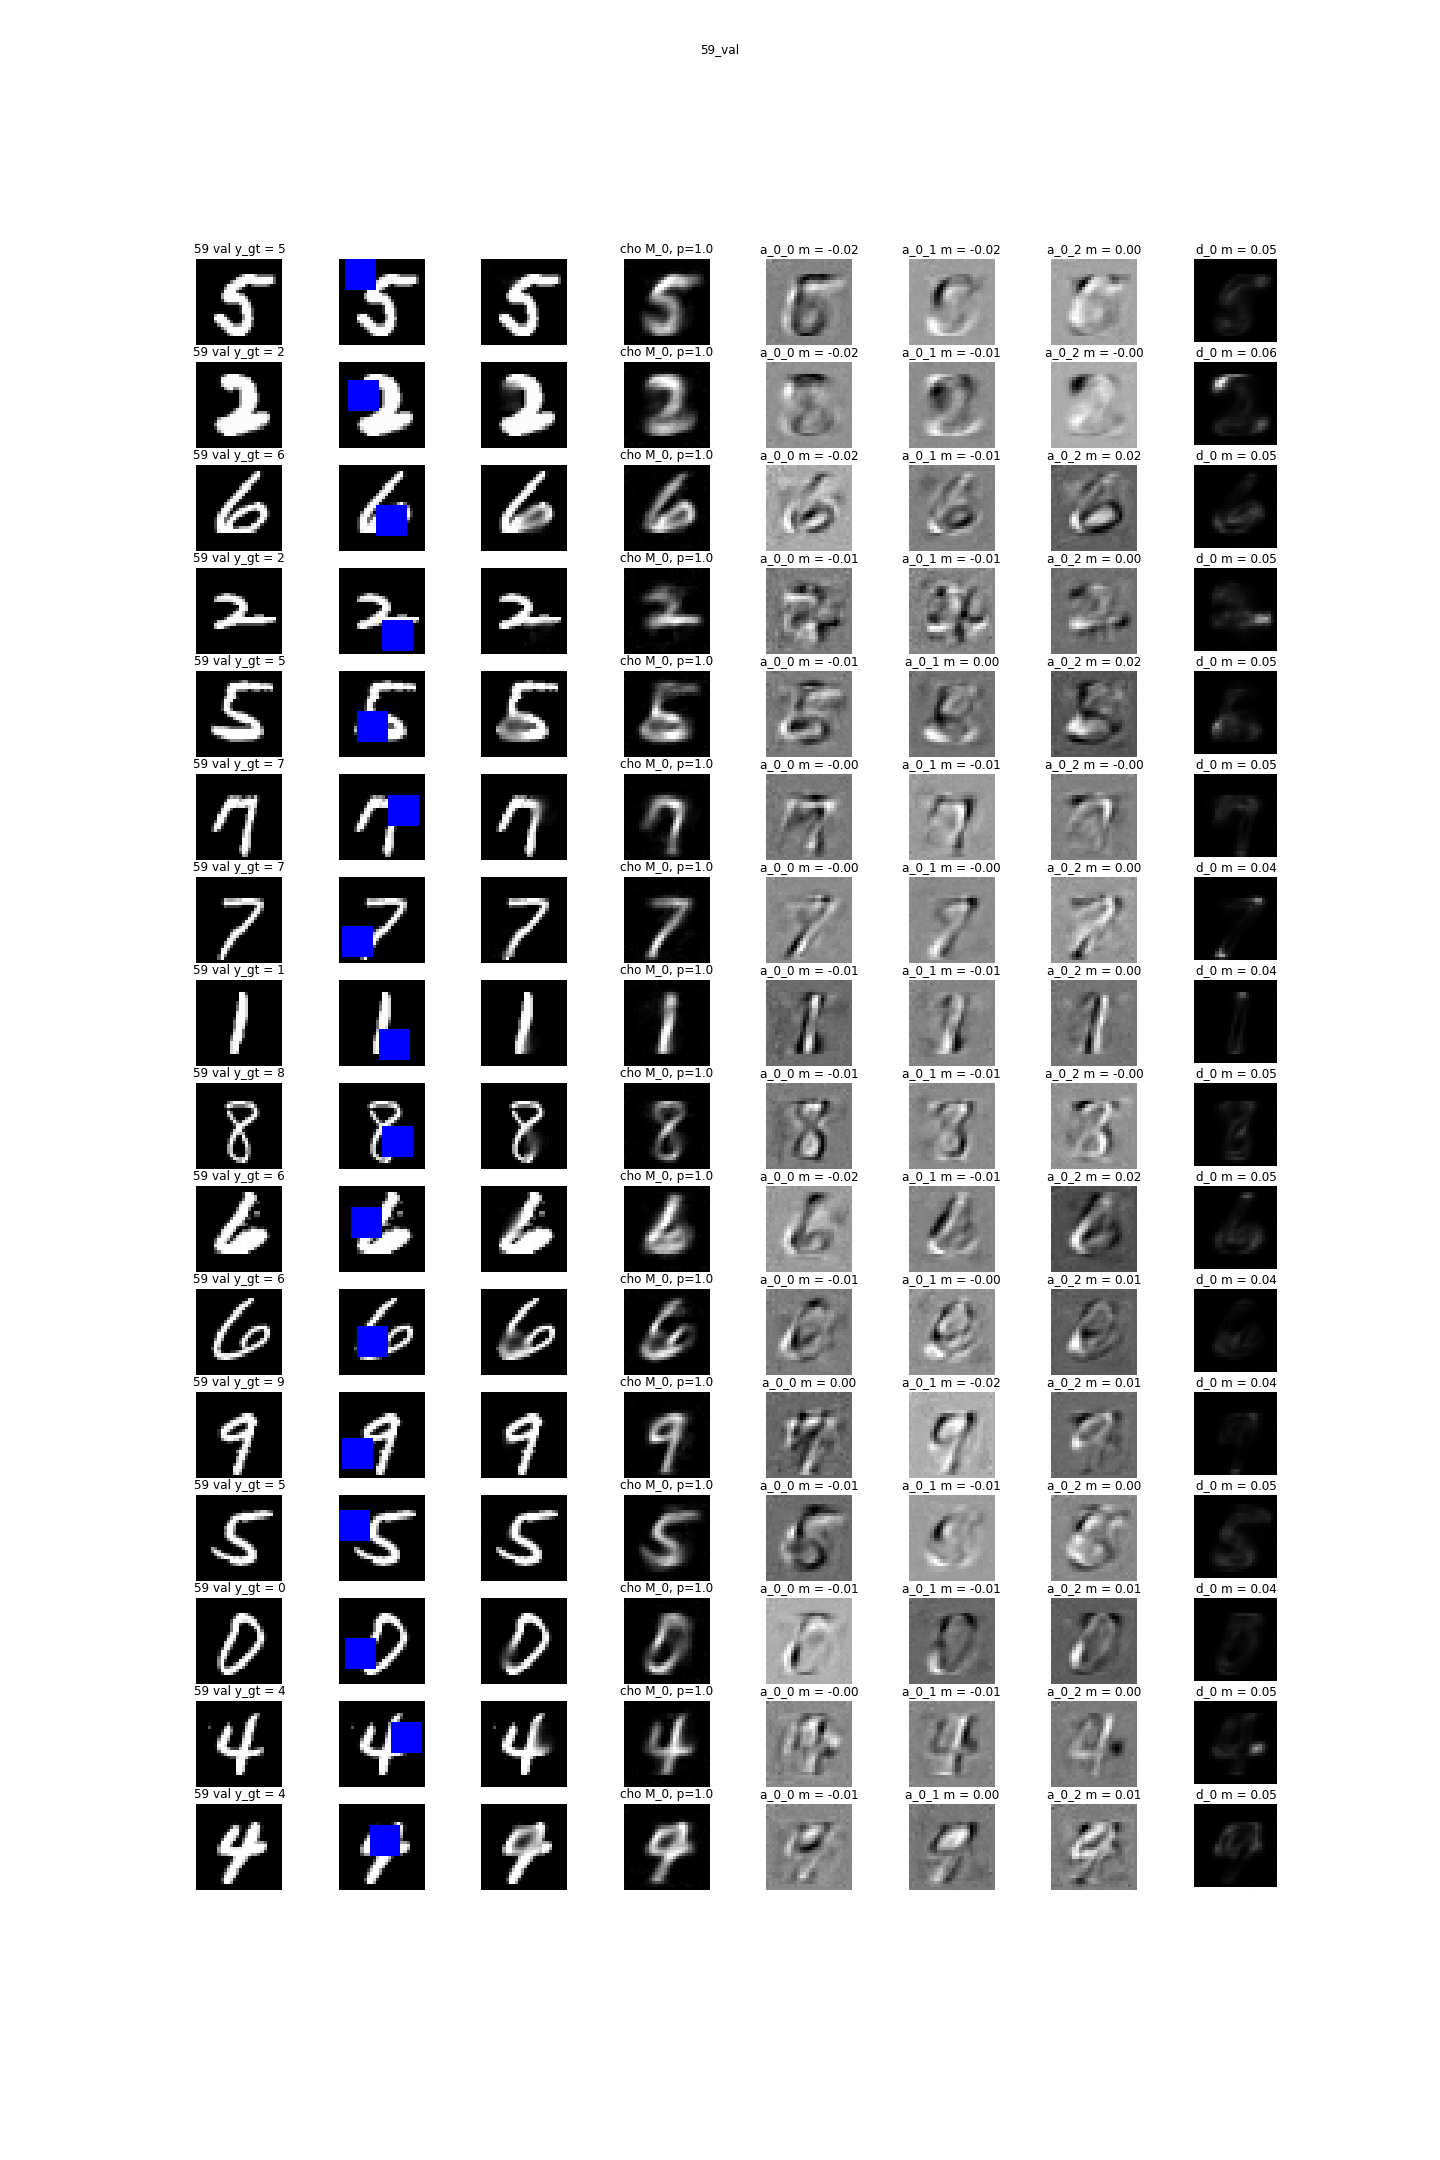 59_val
59 val y_gt = 5 cho M_0, p=1.0 a_0_0 m = -0.02 a_0_1 m = -0.02 a_0_2 m = 0.00 d_0 m = 0.05
59 val y_gt = 2 cho M_0, p=1.0 a_0_0 m = -0.02 a_0_1 m = -0.01 a_0_2 m = -0.00 d_0 m = 0.06
59 val y_gt = 6 cho M_0, p=1.0 a_0_0 m = -0.02 a_0_1 m = -0.01 a_0_2 m = 0.02 d_0 m = 0.05
59 val y_gt = 2 cho M_0, p=1.0 a_0_0 m = -0.01 a_0_1 m = -0.01 a_0_2 m = 0.00 d_0 m = 0.05
59 val y_gt = 5 cho M_0, p=1.0 a_0_0 m = -0.01 a_0_1 m = 0.00 a_0_2 m = 0.02 d_0 m = 0.05
59 val y_gt = 7 cho M_0, p=1.0 a_0_0 m = -0.00 a_0_1 m = -0.01 a_0_2 m = -0.00 d_0 m = 0.05
59 val y_gt = 7 cho M_0, p=1.0 a_0_0 m = -0.00 a_0_1 m = -0.00 a_0_2 m = 0.00 d_0 m = 0.04
59 val y_gt = 1 cho M_0, p=1.0 a_0_0 m = -0.01 a_0_1 m = -0.01 a_0_2 m = 0.00 d_0 m = 0.04
59 val y_gt = 8 cho M_0, p=1.0 a_0_0 m = -0.01 a_0_1 m = -0.01 a_0_2 m = -0.00 d_0 m = 0.05
59 val y_gt = 6 cho M_0, p=1.0 a_0_0 m = -0.02 a_0_1 m = -0.01 a_0_2 m = 0.02 d_0 m = 0.05
59 val y_gt = 6 cho M_0, p=1.0 a_0_0 m = -0.01 a_0_1 m = -0.00 a_0_2 m = 0.01 d_0 m = 0.04
59 val y_gt = 9 cho M_0, p=1.0 a_0_0 m = 0.00 a_0_1 m = -0.02 a_0_2 m = 0.01 d_0 m = 0.04
59 val y_gt = 5 cho M_0, p=1.0 a_0_0 m = -0.01 a_0_1 m = -0.01 a_0_2 m = 0.00 d_0 m = 0.05
59 val y_gt = 0 cho M_0, p=1.0 a_0_0 m = -0.01 a_0_1 m = -0.01 a_0_2 m = 0.01 d_0 m = 0.04
59 val y_gt = 4 cho M_0, p=1.0 a_0_0 m = -0.00 a_0_1 m = -0.01 a_0_2 m = 0.00 d_0 m = 0.05
59 val y_gt = 4 cho M_0, p=1.0 a_0_0 m = -0.01 a_0_1 m = 0.00 a_0_2 m = 0.01 d_0 m = 0.05